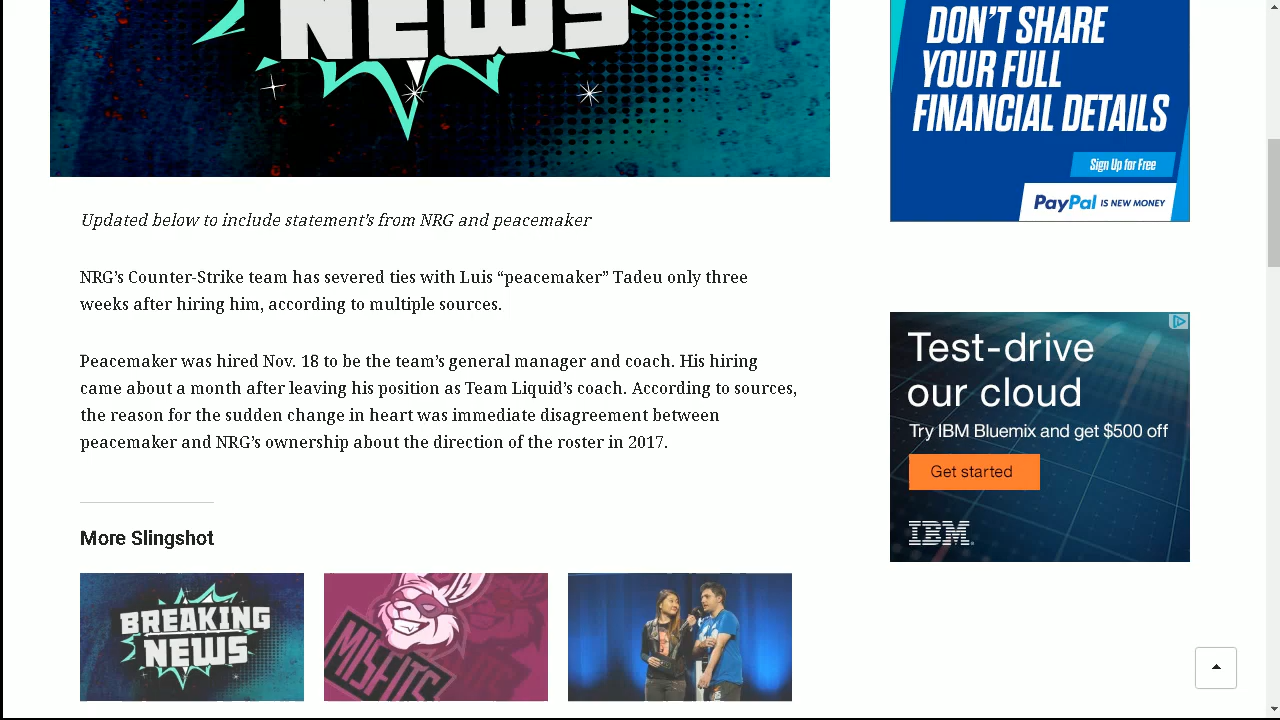 NEWS
Updated below to include statement's from NRG and peacemaker
NRG’s Counter-Strike team has severed ties with Luis “peacemaker” Tadeu only three
weeks after hiring him, according to multiple sources.
Peacemaker was hired Nov. 18 to be the team’s general manager and coach. His hiring
came about a month after leaving his position as Team Liquid’s coach. According to sources,
the reason for the sudden change in heart was immediate disagreement between
peacemaker and NRG’s ownership about the direction of the roster in 2017.
More Slingshot
BREAKING
NEWS
MISFITS
DON'T SHARE
YOUR FULL
FINANCIAL DETAILS
Sign Up for Free
PayPal IS NEW MONEY
Test-drive
our cloud
Try IBM Bluemix and get $500 off
Get started
IBM